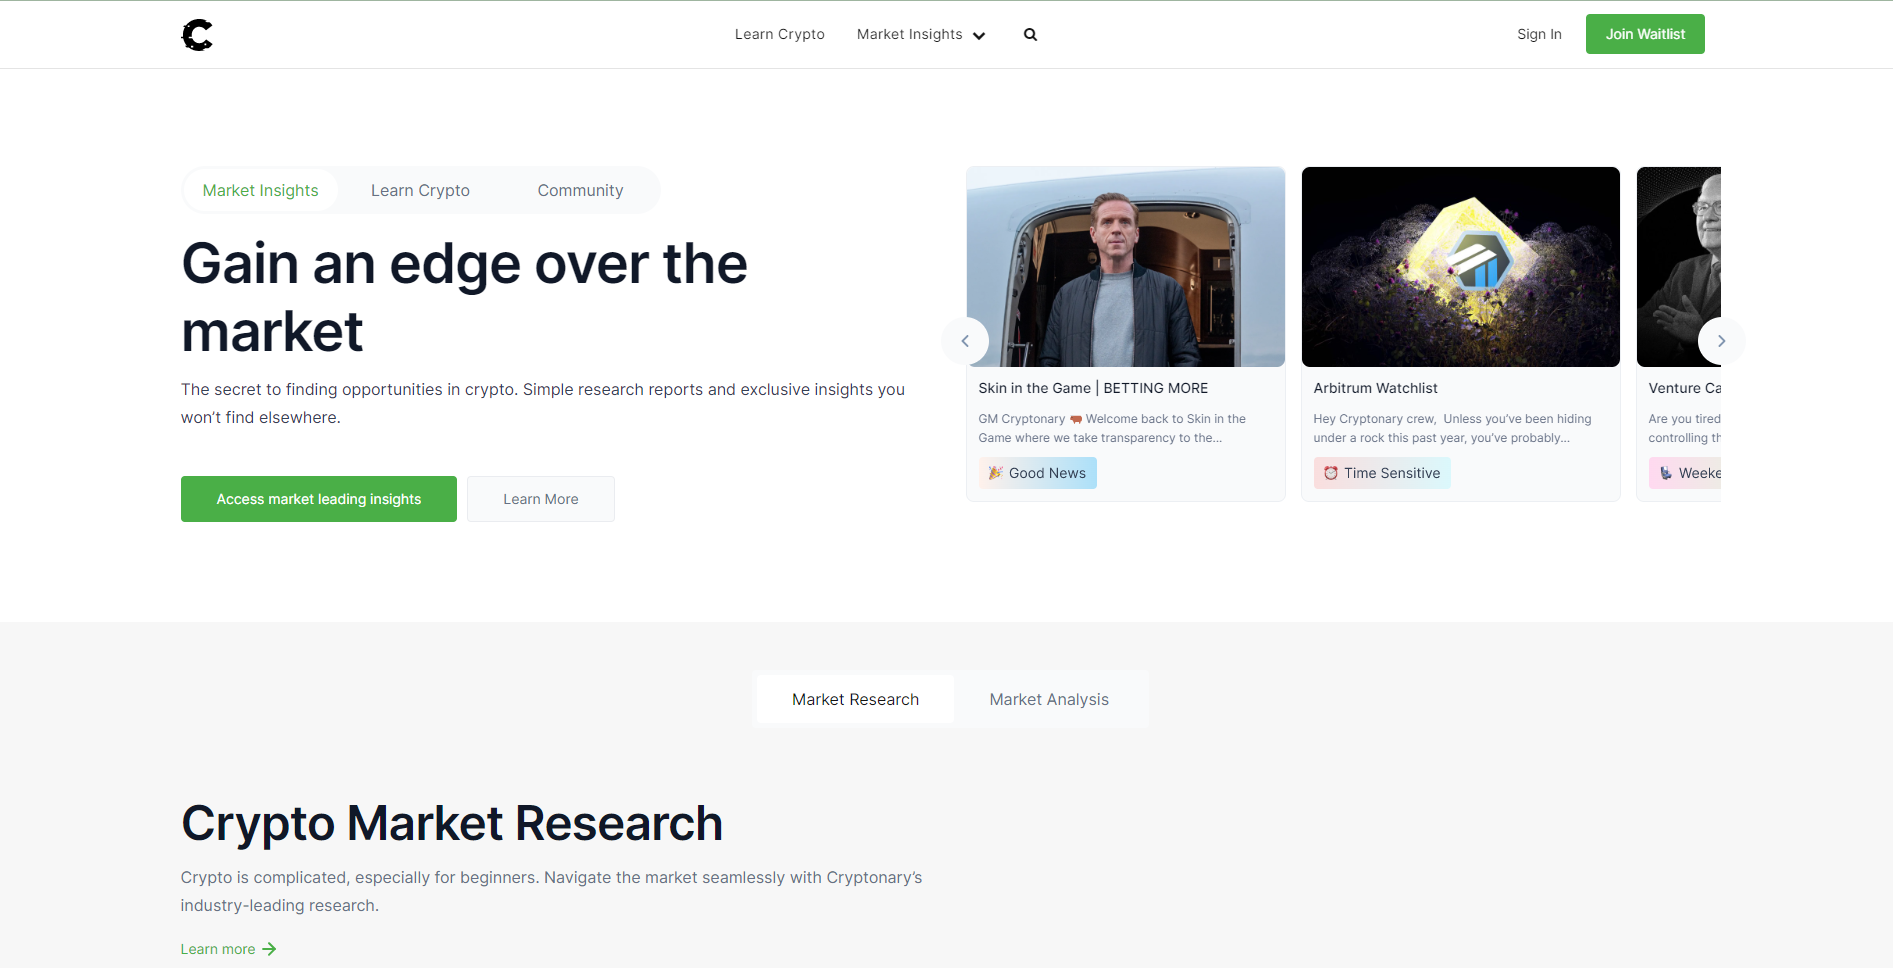 Learn Crypto
Market Insights
Sign In
Join Waitlist
Market Insights
Learn Crypto
Community
Gain an edge over the
market
The secret to finding opportunities in crypto. Simple research reports and exclusive insights you
won’t find elsewhere.
Access market leading insights
Learn More
Skin in the Game | BETTING MORE
GM Cryptonary 🐂 Welcome back to Skin in the
Game where we take transparency to the...
🎉 Good News
Arbitrum Watchlist
Hey Cryptonary crew,  Unless you’ve been hiding
under a rock this past year, you’ve probably...
⏰ Time Sensitive
Venture Ca
Are you tired
controlling th
Weeke
Market Research
Market Analysis
Crypto Market Research
Crypto is complicated, especially for beginners. Navigate the market seamlessly with Cryptonary’s
industry-leading research.
Learn more →